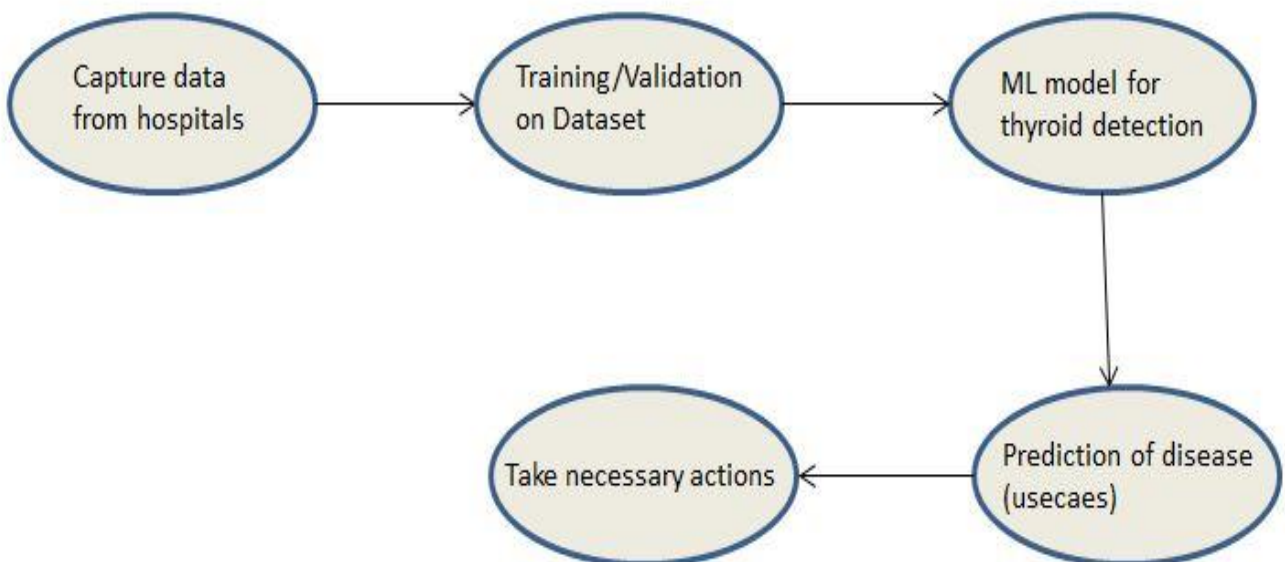 Capture data
from hospitals
Training/Validation
on Dataset
ML model for
thyroid detection
Prediction of disease
(usecaes)
Take necessary actions